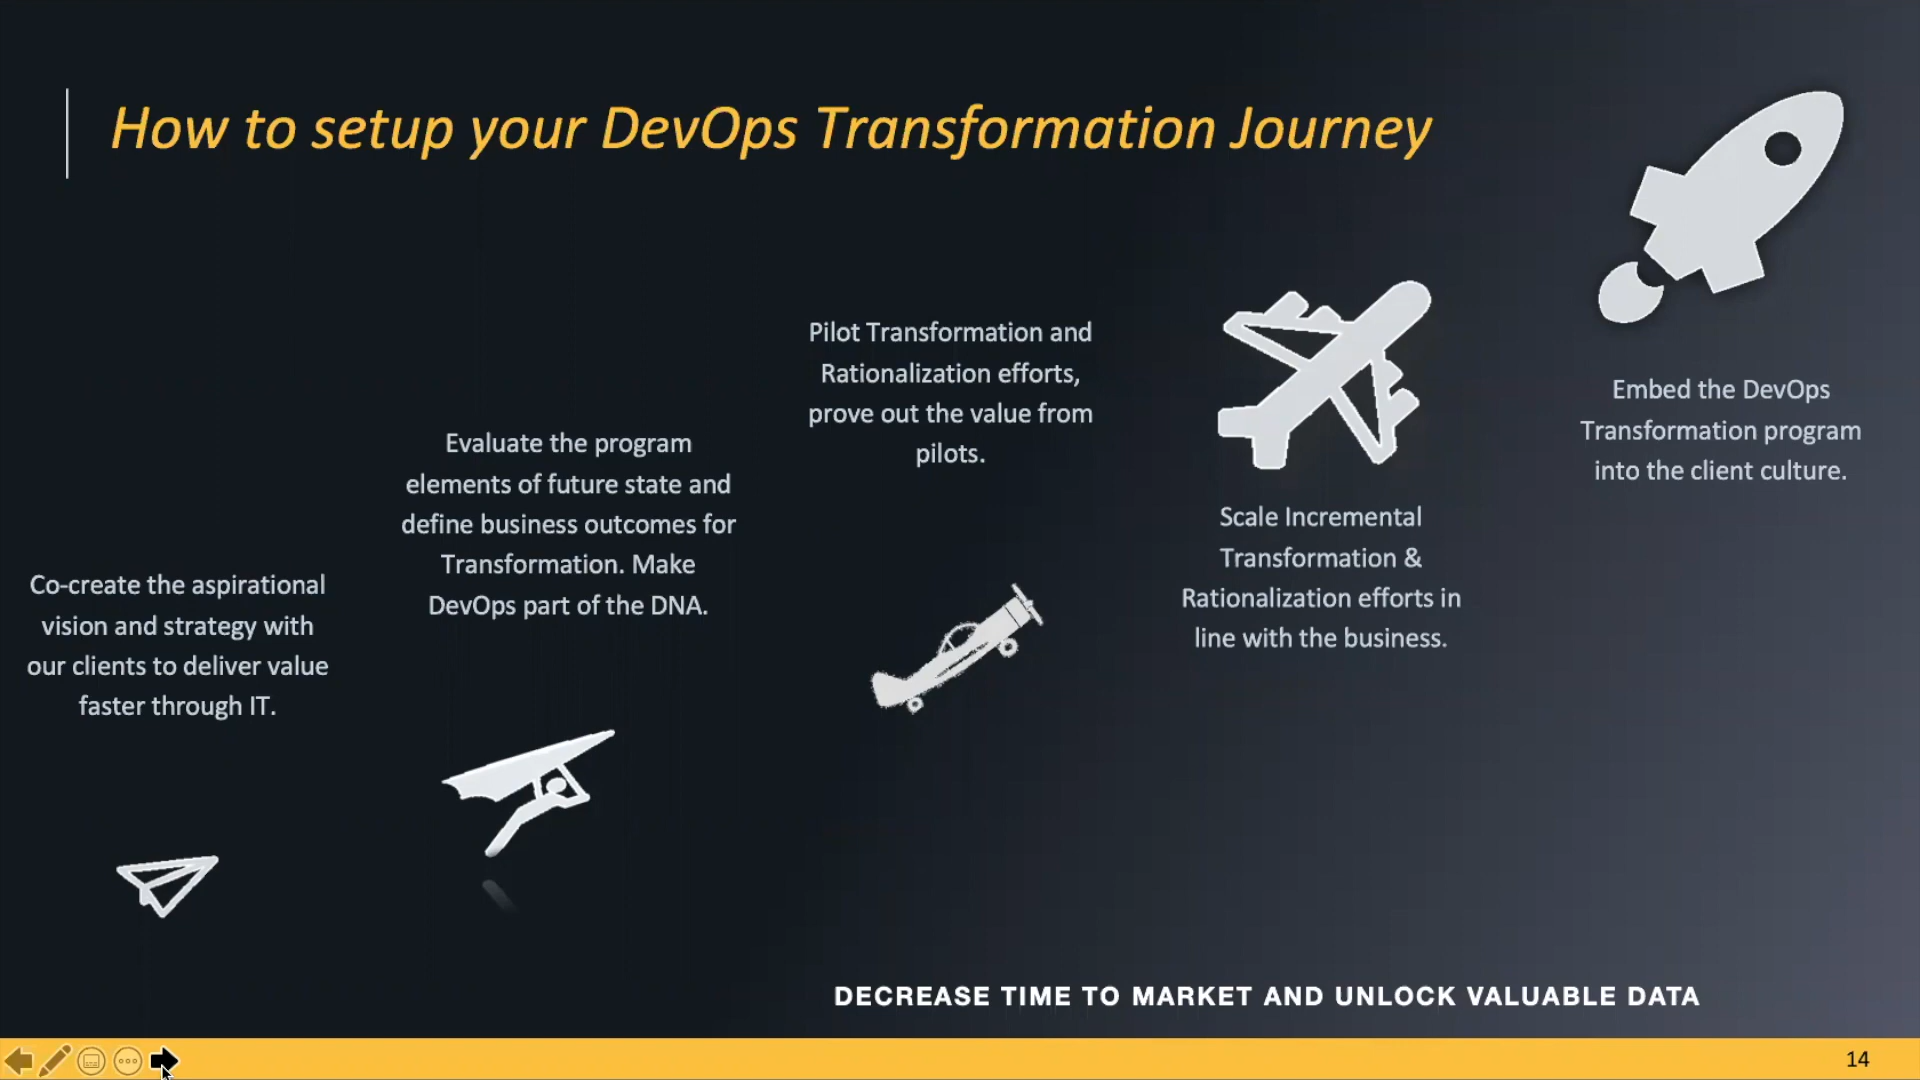 How to setup your DevOps Transformation Journey
Co-create the aspirational
vision and strategy with
our clients to deliver value
faster through IT.
Evaluate the program
elements of future state and
define business outcomes for
Transformation. Make
DevOps part of the DNA.
Pilot Transformation and
Rationalization efforts,
prove out the value from
pilots.
Scale Incremental
Transformation &
Rationalization efforts in
line with the business.
Embed the DevOps
Transformation program
into the client culture.
DECREASE TIME TO MARKET AND UNLOCK VALUABLE DATA
14